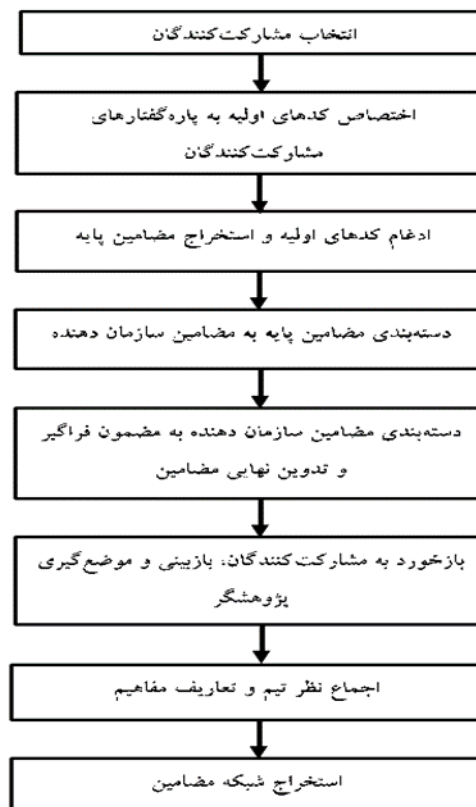 انتخاب مشارکت‌کنندگان
اختصاص کدهای اولیه به پاره‌گفتارهای
مشارکت‌کنندگان
ادغام کدهای اولیه و استخراج مضامین پایه
دسته‌بندی مضامین پایه به مضامین سازمان دهنده
دسته‌بندی مضامین سازمان دهنده به مضمون فراگیر
و تدوین نهایی مضامین
بازخورد به مشارکت‌کنندگان، بازبینی و موضع‌گیری
پژوهشگر
اجماع نظر تیم و تعاریف مفاهیم
استخراج شبکه مضامین